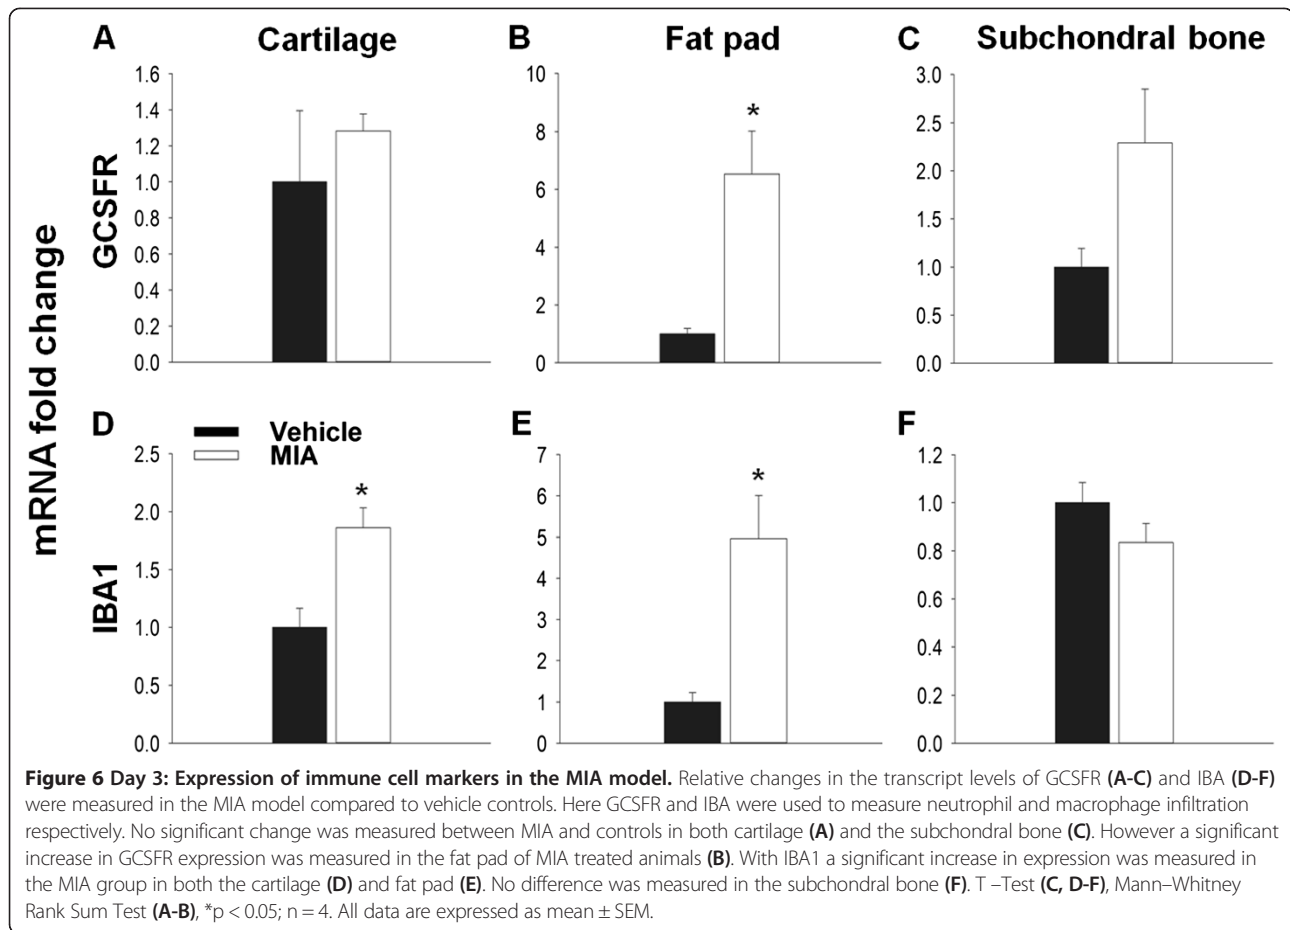 A Cartilage
B Fat pad
C Subchondral bone
mRNA fold change
GCSFR
1.6
1.4
1.2
1.0
0.8
0.6
0.4
0.2
0.0
10
8
6
4
2
0
*
3.0
2.5
2.0
1.5
1.0
0.5
0.0
IBA1
D
Vehicle
MIA
2.5
2.0
1.5
1.0
0.5
0.0
*
E
7
6
5
4
3
2
1
0
*
F
1.2
1.0
0.8
0.6
0.4
0.2
0.0
Figure 6 Day 3: Expression of immune cell markers in the MIA model. Relative changes in the transcript levels of GCSFR (A-C) and IBA (D-F)
were measured in the MIA model compared to vehicle controls. Here GCSFR and IBA were used to measure neutrophil and macrophage infiltration
respectively. No significant change was measured between MIA and controls in both cartilage (A) and the subchondral bone (C). However a significant
increase in GCSFR expression was measured in the fat pad of MIA treated animals (B). With IBA1 a significant increase in expression was measured in
the MIA group in both the cartilage (D) and fat pad (E). No difference was measured in the subchondral bone (F). T –Test (C, D-F), Mann–Whitney
Rank Sum Test (A-B), *p < 0.05; n = 4. All data are expressed as mean ± SEM.